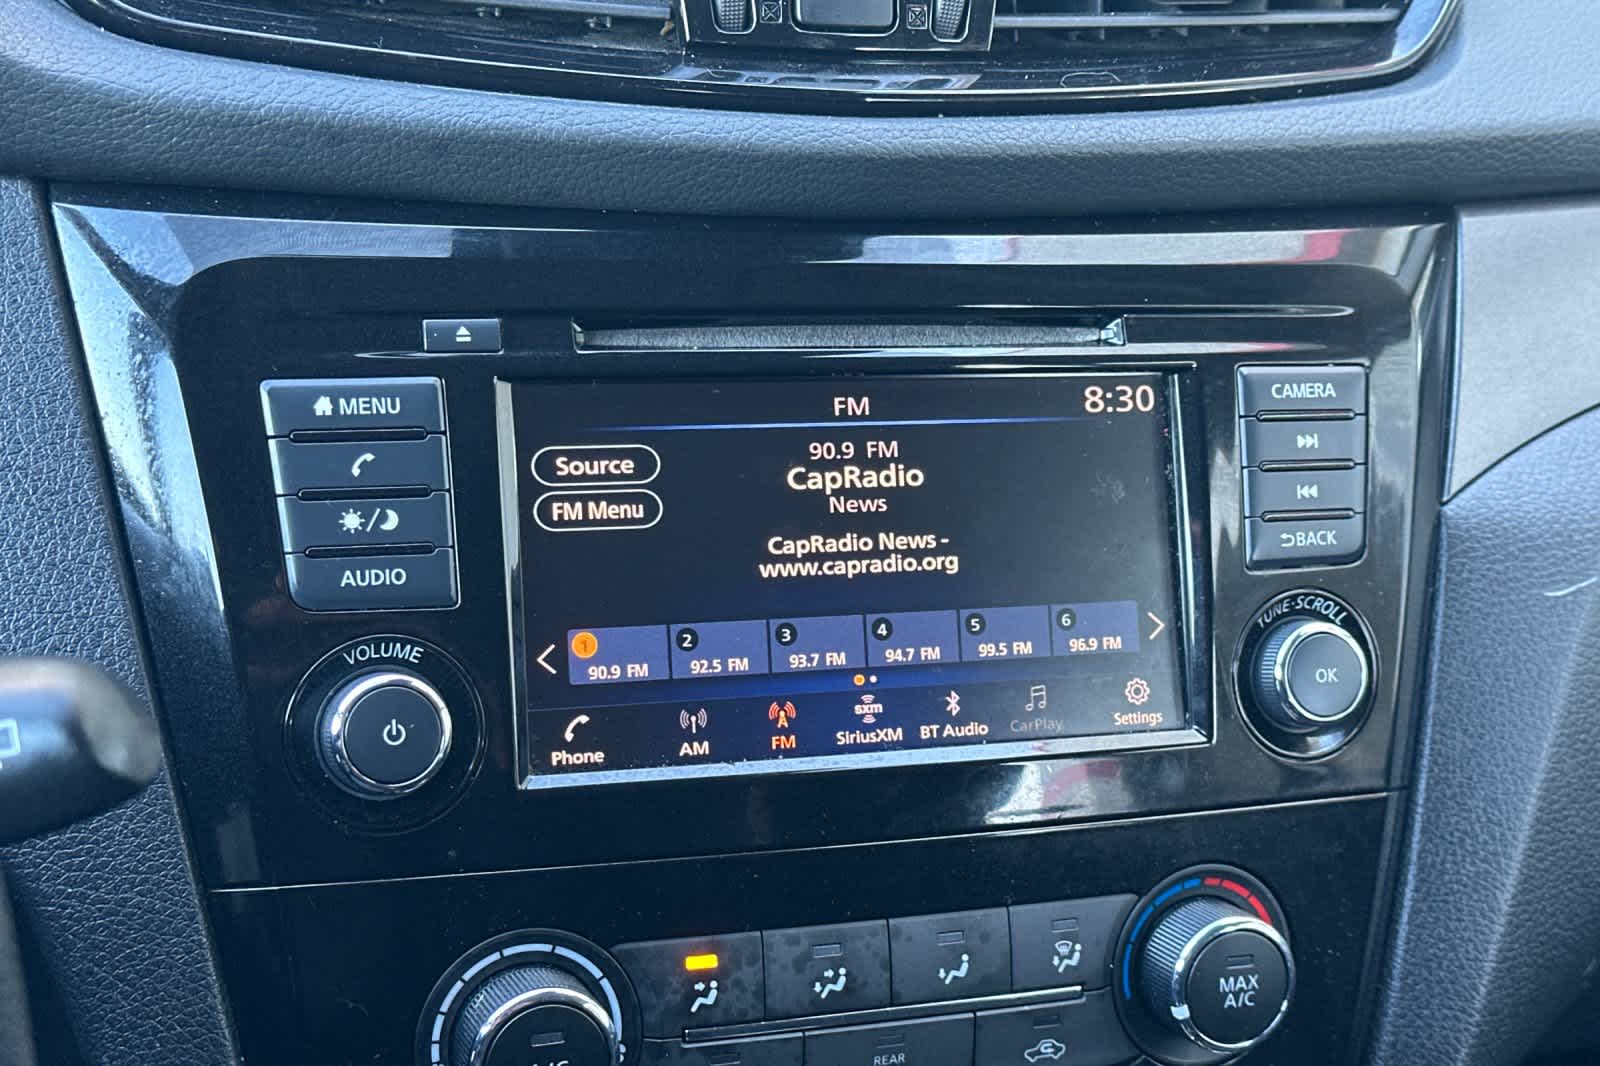 FM
8:30
Source
FM Menu
90.9 FM
CapRadio
News
CapRadio News -
www.capradio.org
1
90.9 FM
2
92.5 FM
3
93.7 FM
4
94.7 FM
5
99.5 FM
6
96.9 FM
Phone
AM
FM
sxm
SiriusXM
BT Audio
CarPlay
Settings
MENU
AUDIO
VOLUME
CAMERA
BACK
TUNE·SCROLL
OK
MAX
A/C
A/C
REAR